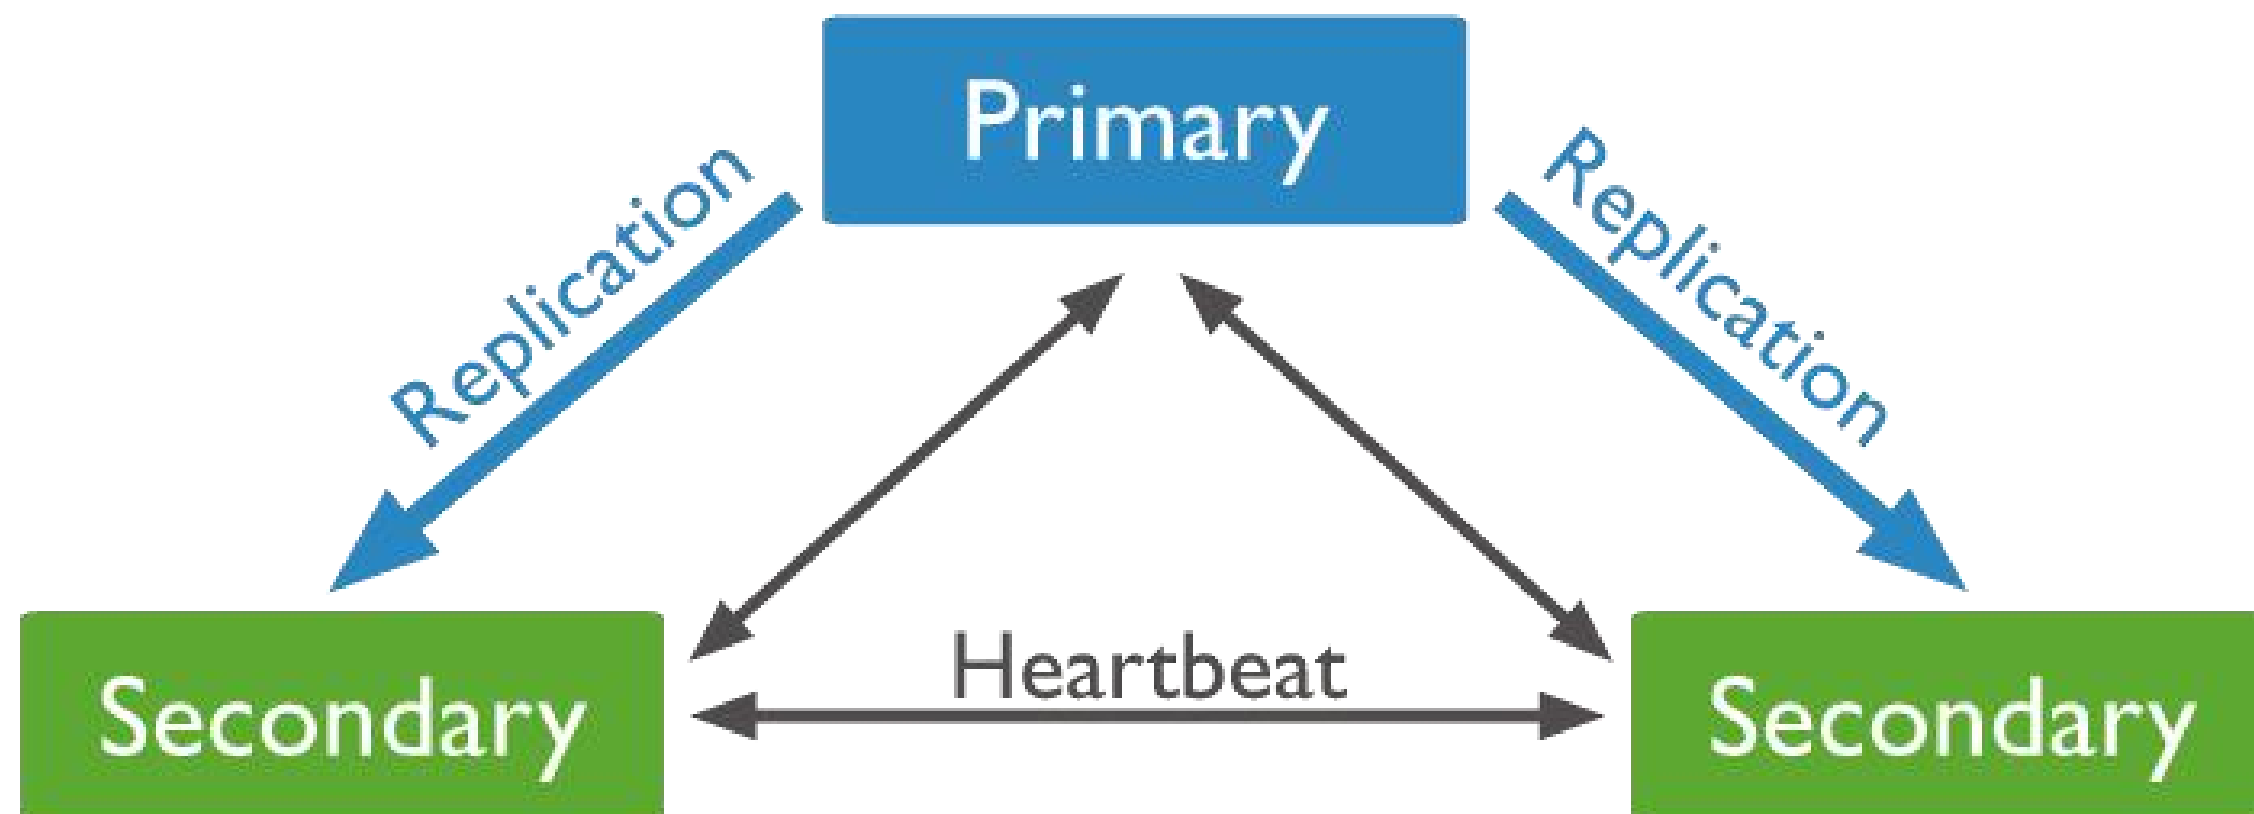 Primary
Replication
Replication
Heartbeat
Secondary
Secondary